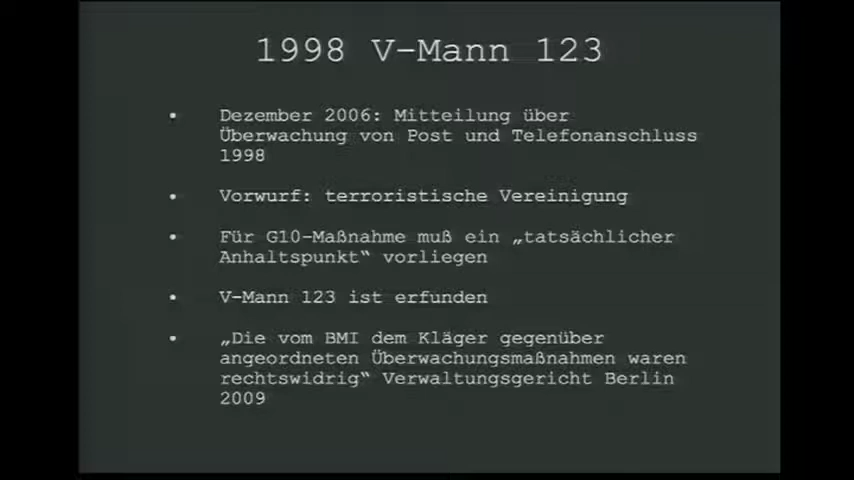 1998 V-Mann 123
• Dezember 2006: Mitteilung über
Überwachung von Post und Telefonanschluss
1998
• Vorwurf: terroristische Vereinigung
• Für G10-Maßnahme muß ein „tatsächlicher
Anhaltspunkt“ vorliegen
• V-Mann 123 ist erfunden
• „Die vom BMI dem Kläger gegenüber
angeordneten Überwachungsmaßnahmen waren
rechtswidrig“ Verwaltungsgericht Berlin
2009